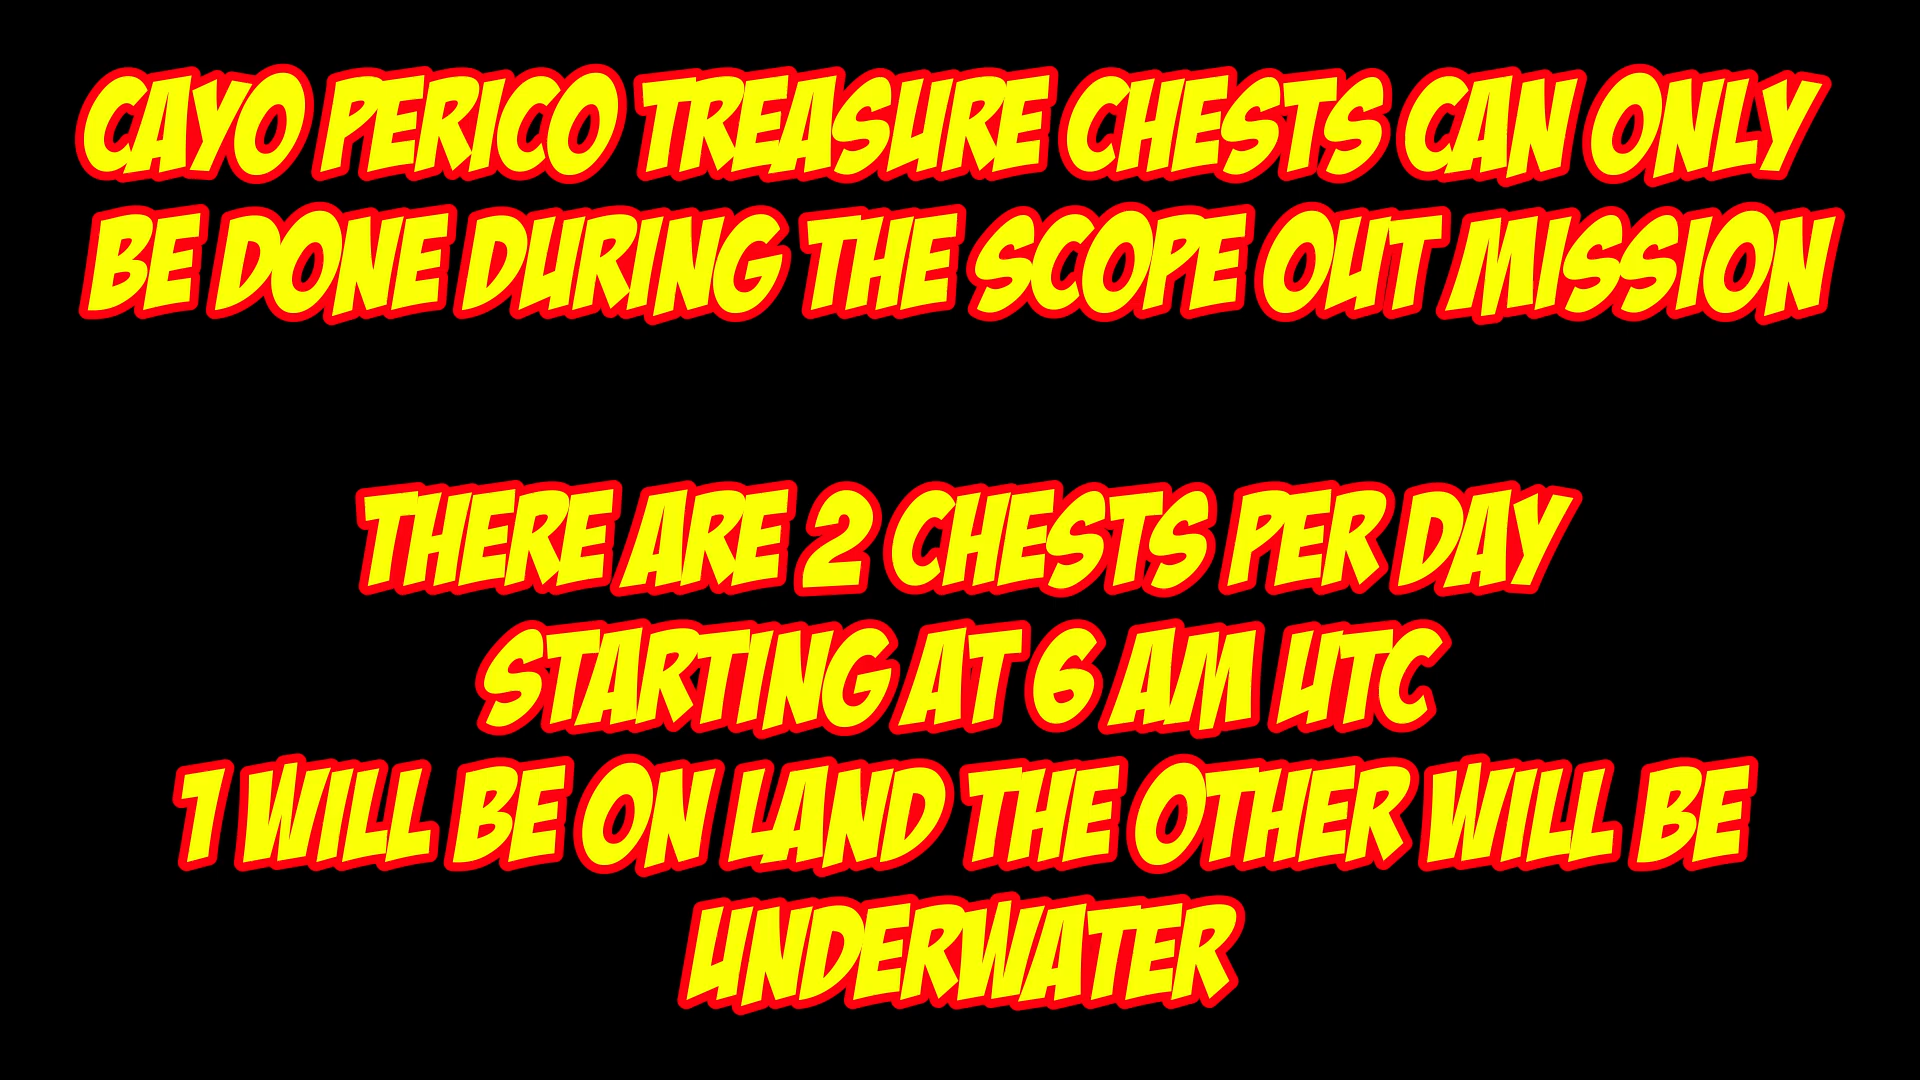 CAYO PERICO TREASURE CHESTS CAN ONLY
BE DONE DURING THE SCOPE OUT MISSION
THERE ARE 2 CHESTS PER DAY
STARTING AT 6 AM UTC
1 WILL BE ON LAND THE OTHER WILL BE
UNDERWATER